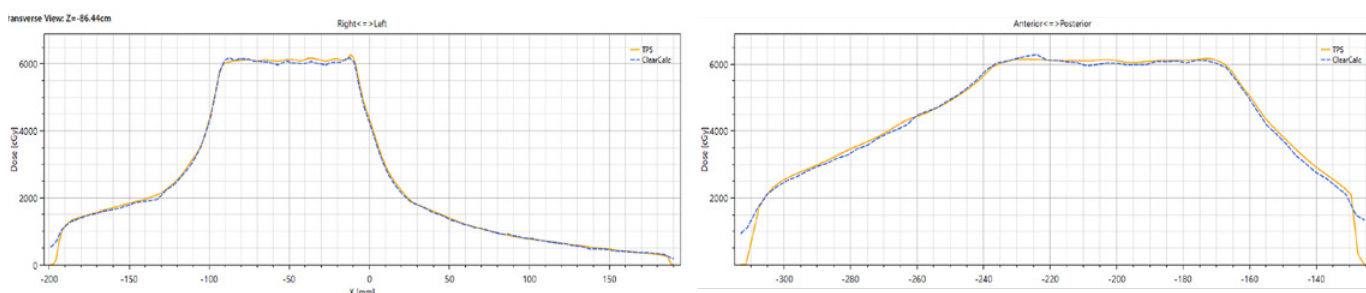 ransverse View: Z= -86.44cm
Right<=>Left
TPS
ClearCalc
Dose [cGy]
6000
4000
2000
0
-200 -150 -100 -50 0 50 100 150
X [mm]
Anterior<=>Posterior
TPS
ClearCalc
Dose [cGy]
6000
4000
2000
0
-300 -280 -260 -240 -220 -200 -180 -160 -140